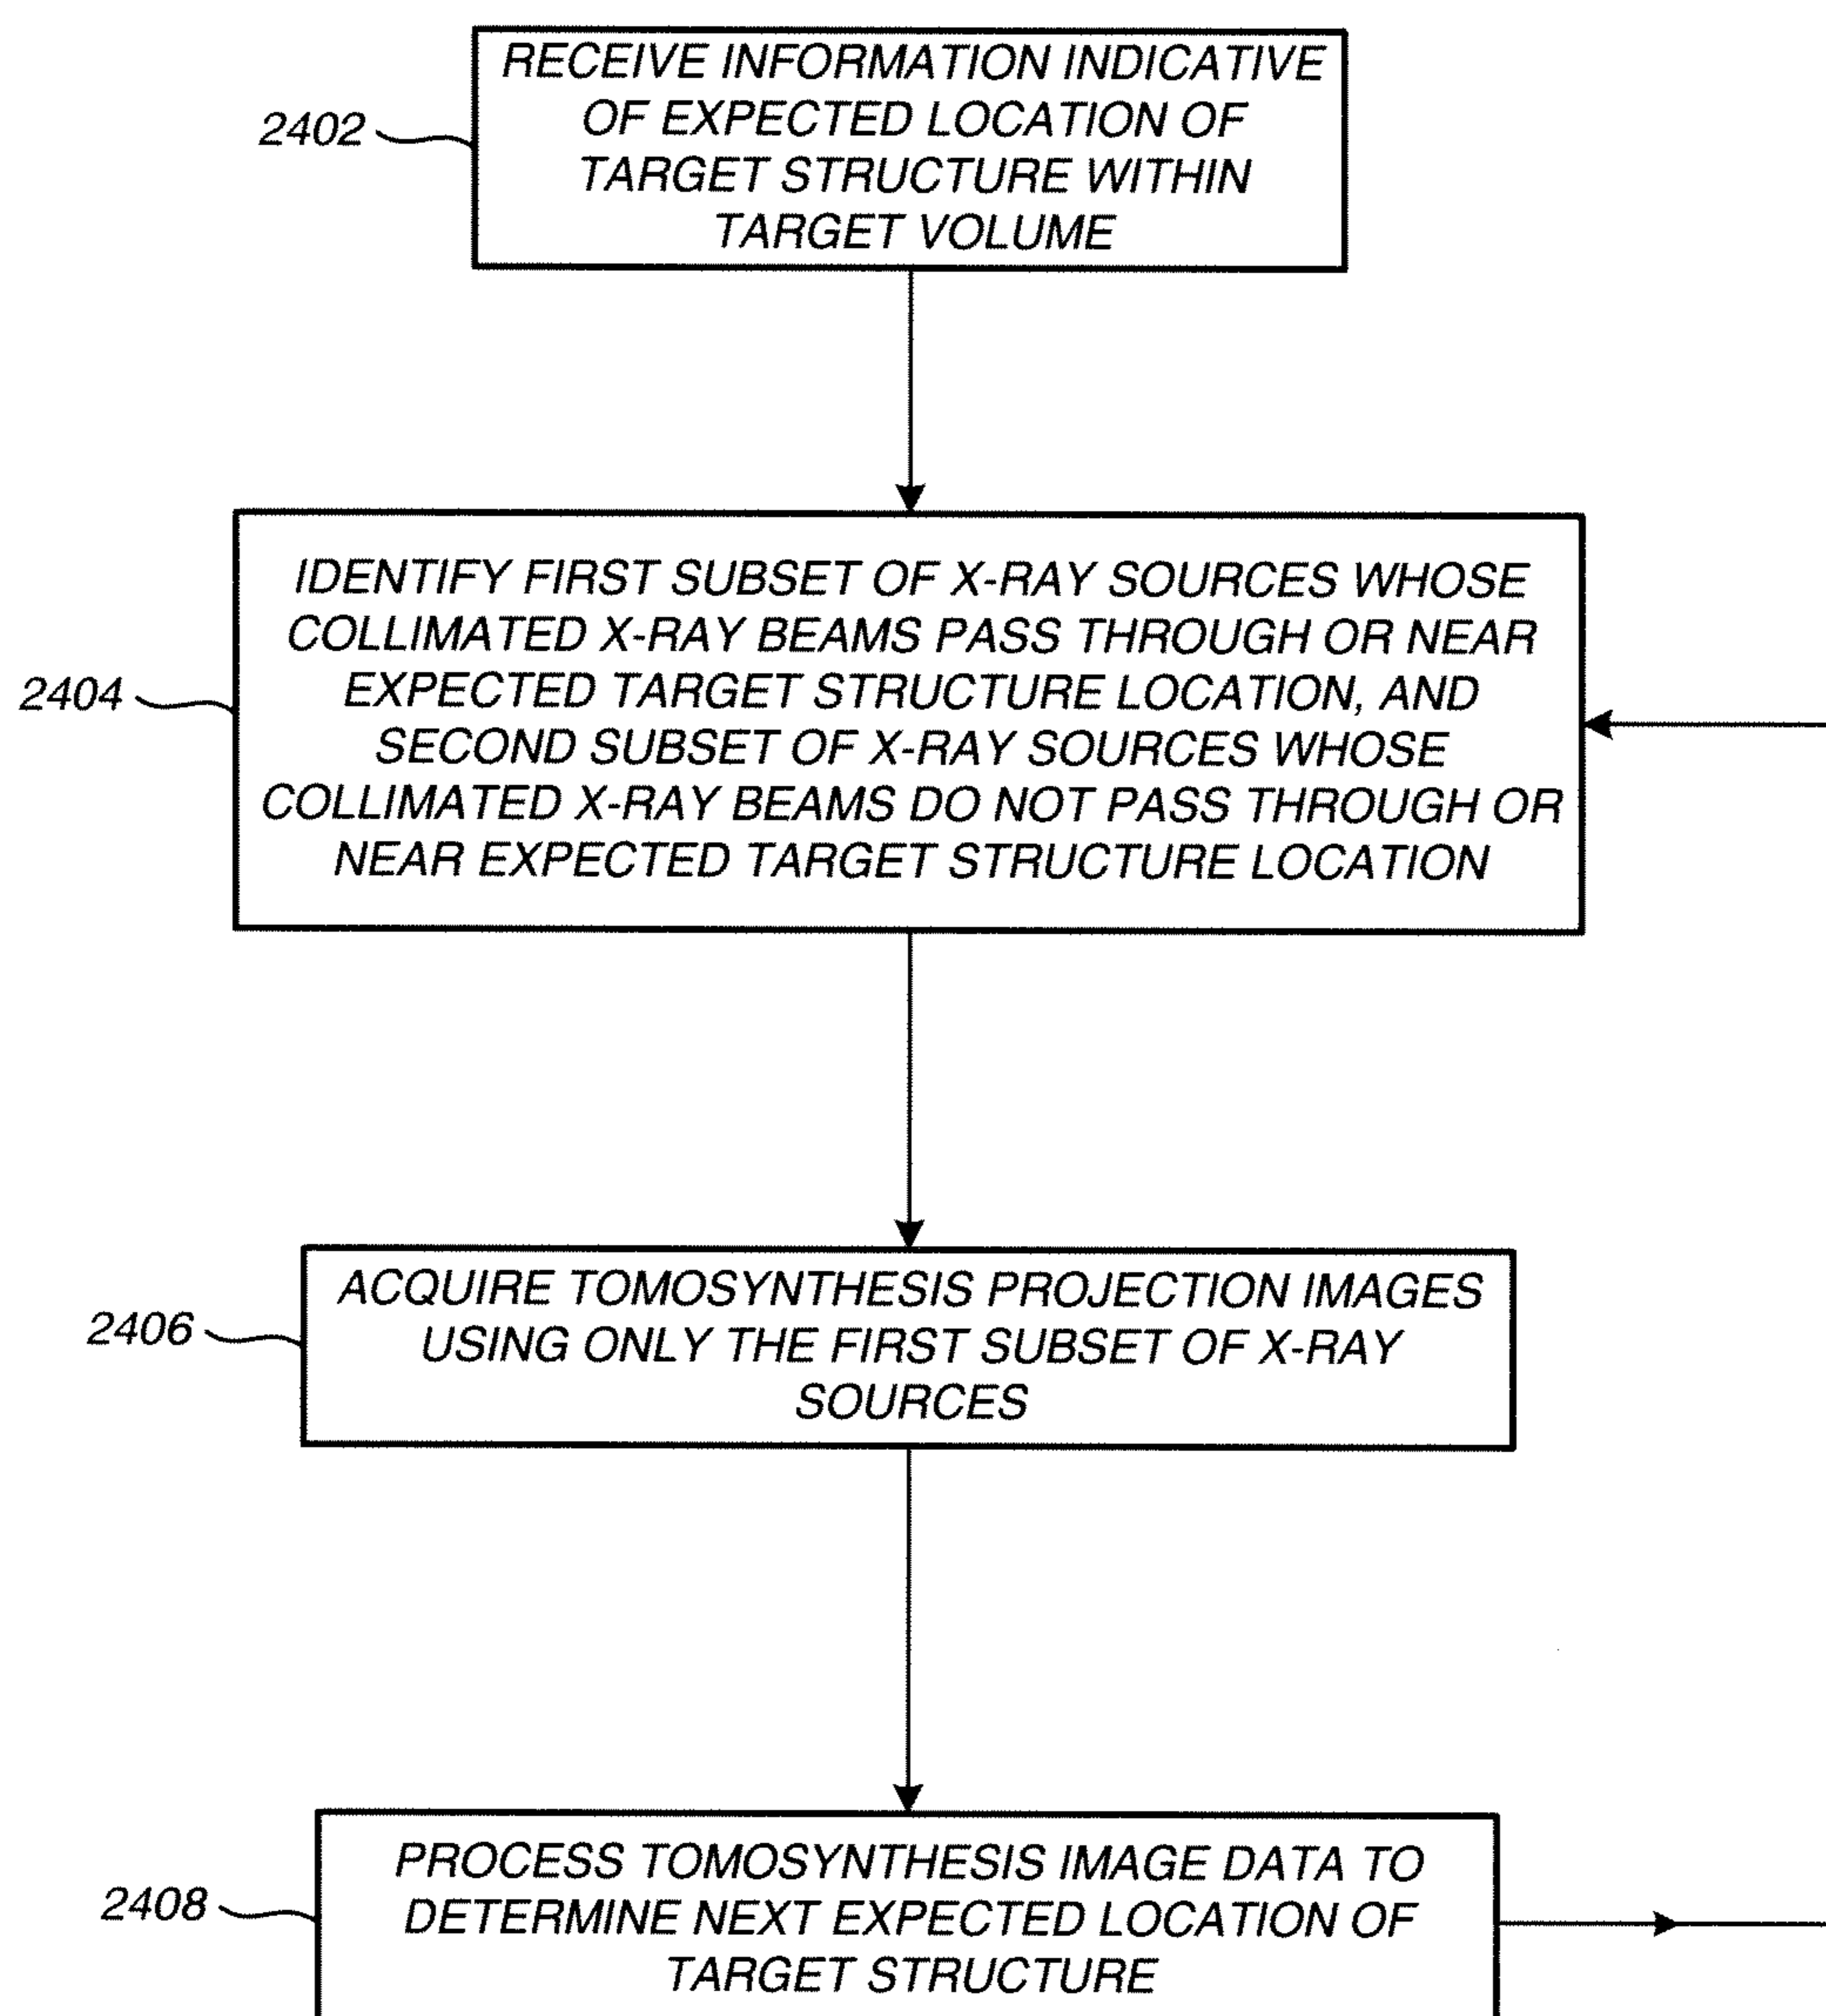 RECEIVE INFORMATION INDICATIVE
OF EXPECTED LOCATION OF
TARGET STRUCTURE WITHIN
TARGET VOLUME
2402
IDENTIFY FIRST SUBSET OF X-RAY SOURCES WHOSE
COLLIMATED X-RAY BEAMS PASS THROUGH OR NEAR
EXPECTED TARGET STRUCTURE LOCATION, AND
SECOND SUBSET OF X-RAY SOURCES WHOSE
COLLIMATED X-RAY BEAMS DO NOT PASS THROUGH OR
NEAR EXPECTED TARGET STRUCTURE LOCATION
2404
ACQUIRE TOMOSYNTHESIS PROJECTION IMAGES
USING ONLY THE FIRST SUBSET OF X-RAY
SOURCES
2406
PROCESS TOMOSYNTHESIS IMAGE DATA TO
DETERMINE NEXT EXPECTED LOCATION OF
TARGET STRUCTURE
2408